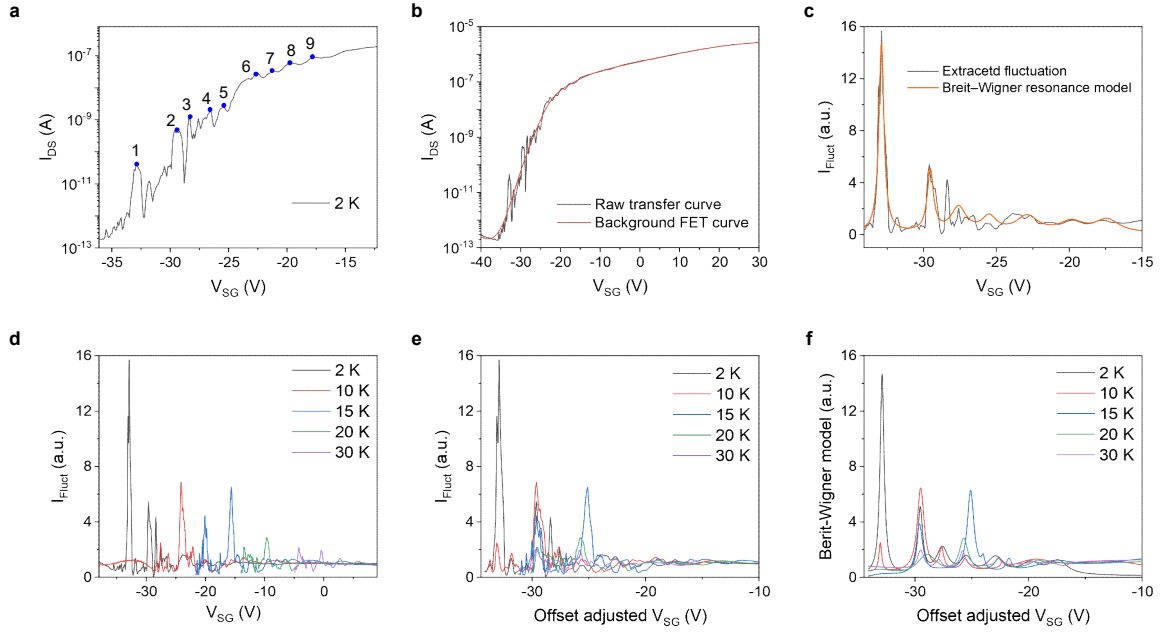 a
10⁻⁷
10⁻⁹
10⁻¹¹
10⁻¹³
I_DS (A)
1
2
3
4
5
6
7
8
9
2 K
-35
-30
-25
-20
-15
V_SG (V)
b
10⁻⁵
10⁻⁷
10⁻⁹
10⁻¹¹
10⁻¹³
I_DS (A)
Raw transfer curve
Background FET curve
-40
-30
-20
-10
0
10
20
30
V_SG (V)
c
16
12
8
4
0
I_Fluct (a.u.)
Extracetd fluctuation
Breit–Wigner resonance model
-30
-25
-20
-15
V_SG (V)
d
16
12
8
4
0
I_Fluct (a.u.)
2 K
10 K
15 K
20 K
30 K
-30
-20
-10
0
V_SG (V)
e
16
12
8
4
0
I_Fluct (a.u.)
2 K
10 K
15 K
20 K
30 K
-30
-20
-10
Offset adjusted V_SG (V)
f
16
12
8
4
0
Berit-Wigner model (a.u.)
2 K
10 K
15 K
20 K
30 K
-30
-20
-10
Offset adjusted V_SG (V)